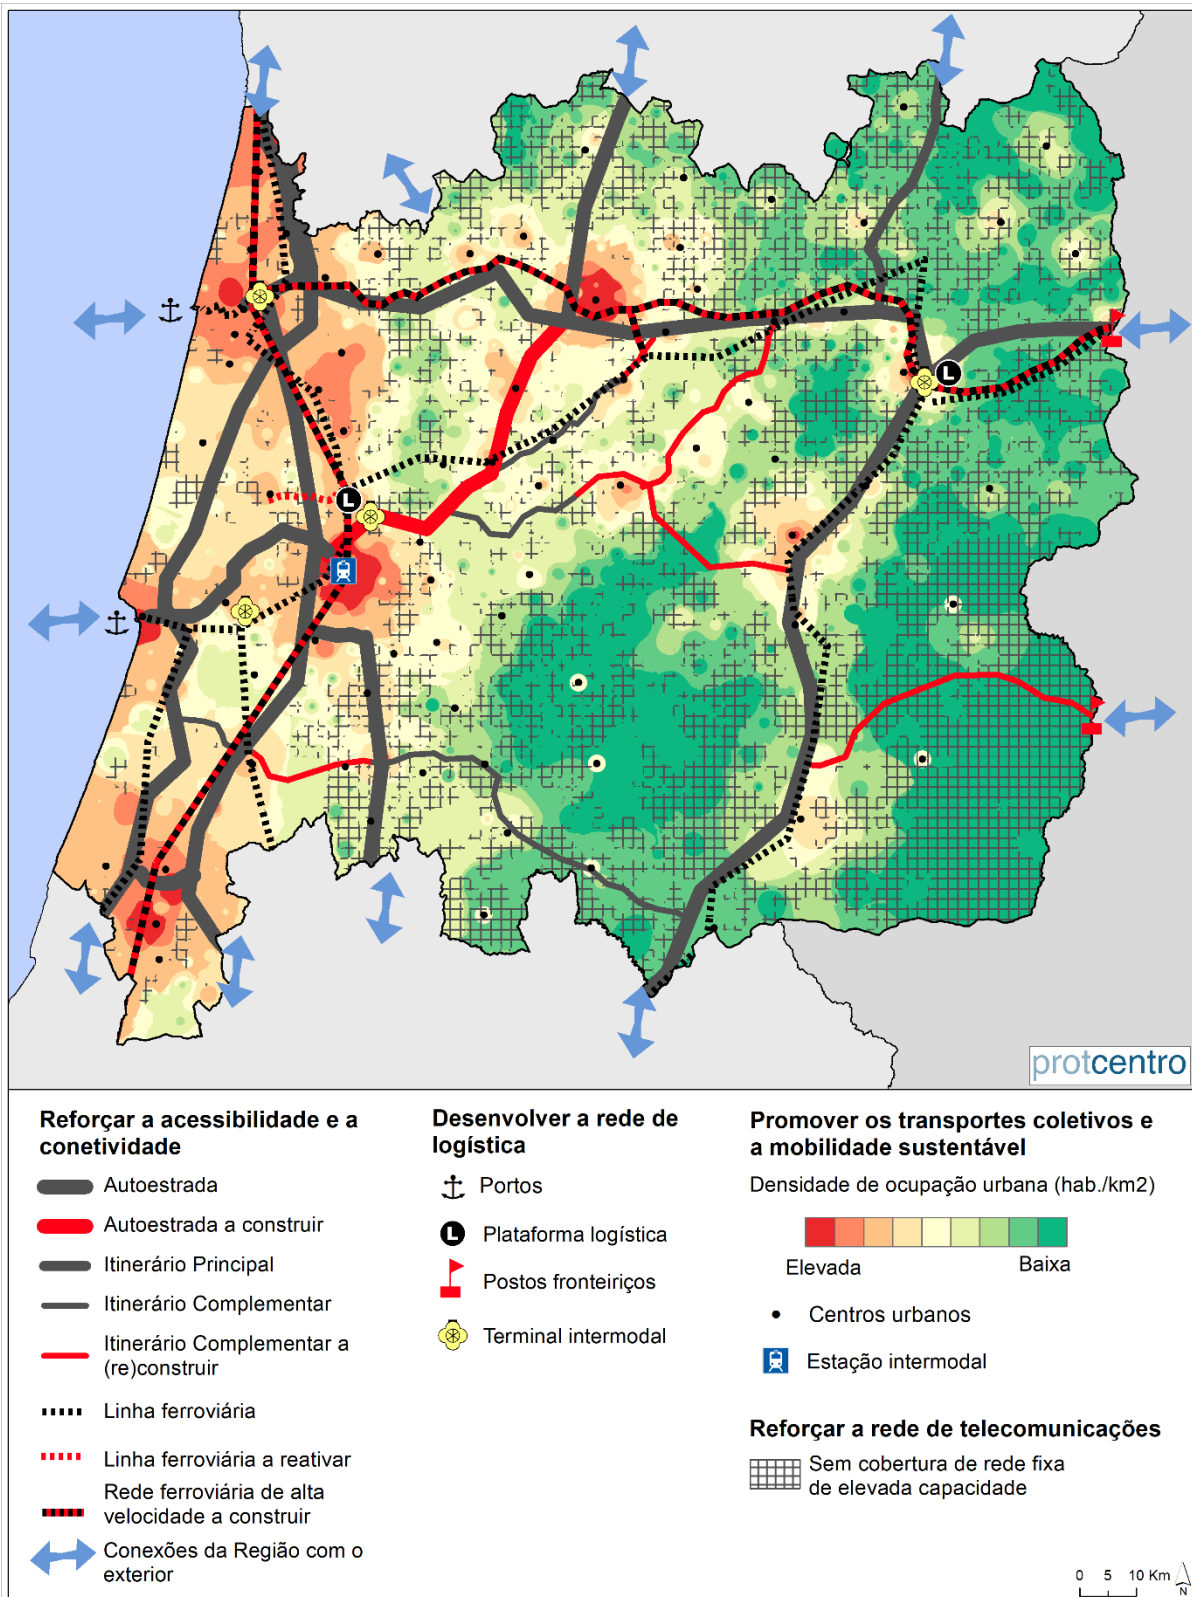 protcentro
Reforçar a acessibilidade e a
conetividade
Autoestrada
Autoestrada a construir
Itinerário Principal
Itinerário Complementar
Itinerário Complementar a
(re)construir
Linha ferroviária
Linha ferroviária a reativar
Rede ferroviária de alta
velocidade a construir
Conexões da Região com o
exterior
Desenvolver a rede de
logística
Portos
L Plataforma logística
Postos fronteiriços
Terminal intermodal
Promover os transportes coletivos e
a mobilidade sustentável
Densidade de ocupação urbana (hab./km2)
Elevada Baixa
Centros urbanos
Estação intermodal
Reforçar a rede de telecomunicações
Sem cobertura de rede fixa
de elevada capacidade
0 5 10 Km
N
L
L